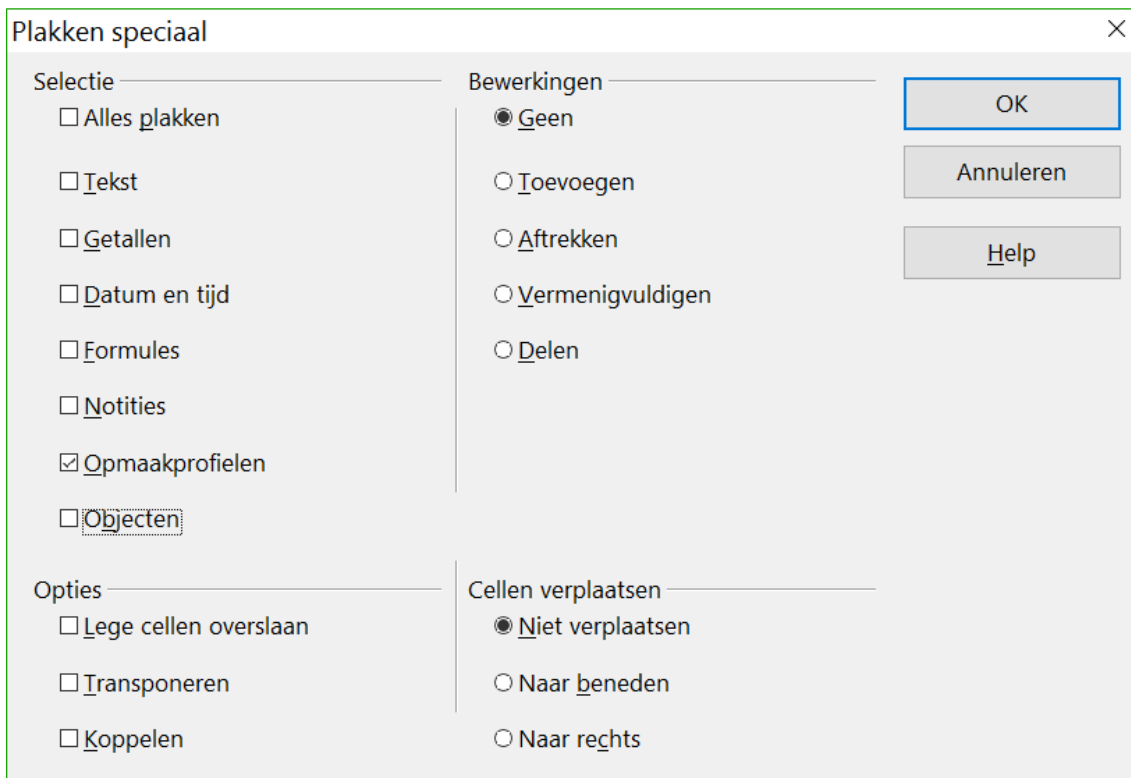 Plakken speciaal
Selectie
Alles plakken
Tekst
Getallen
Datum en tijd
Formules
Notities
Opmaakprofielen
Objecten
Bewerkingen
Geen
Toevoegen
Aftrekken
Vermenigvuldigen
Delen
OK
Annuleren
Help
Opties
Lege cellen overslaan
Transponeren
Koppelen
Cellen verplaatsen
Niet verplaatsen
Naar beneden
Naar rechts